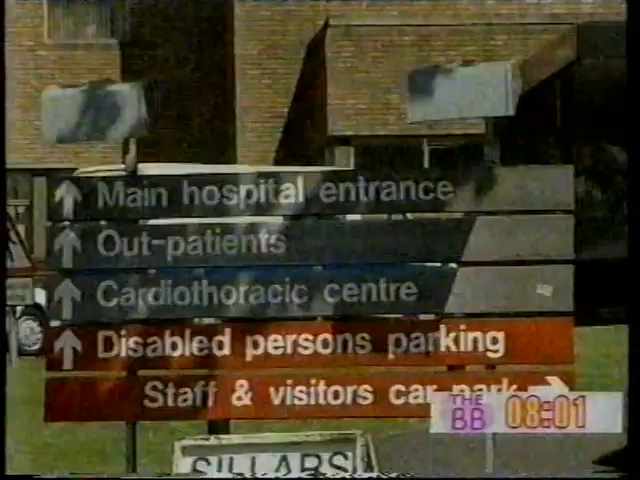 Main hospital entrance
Out-patients
Cardiothoracic centre
Disabled persons parking
Staff & visitors car park
THE BB 08:01
SILLARS